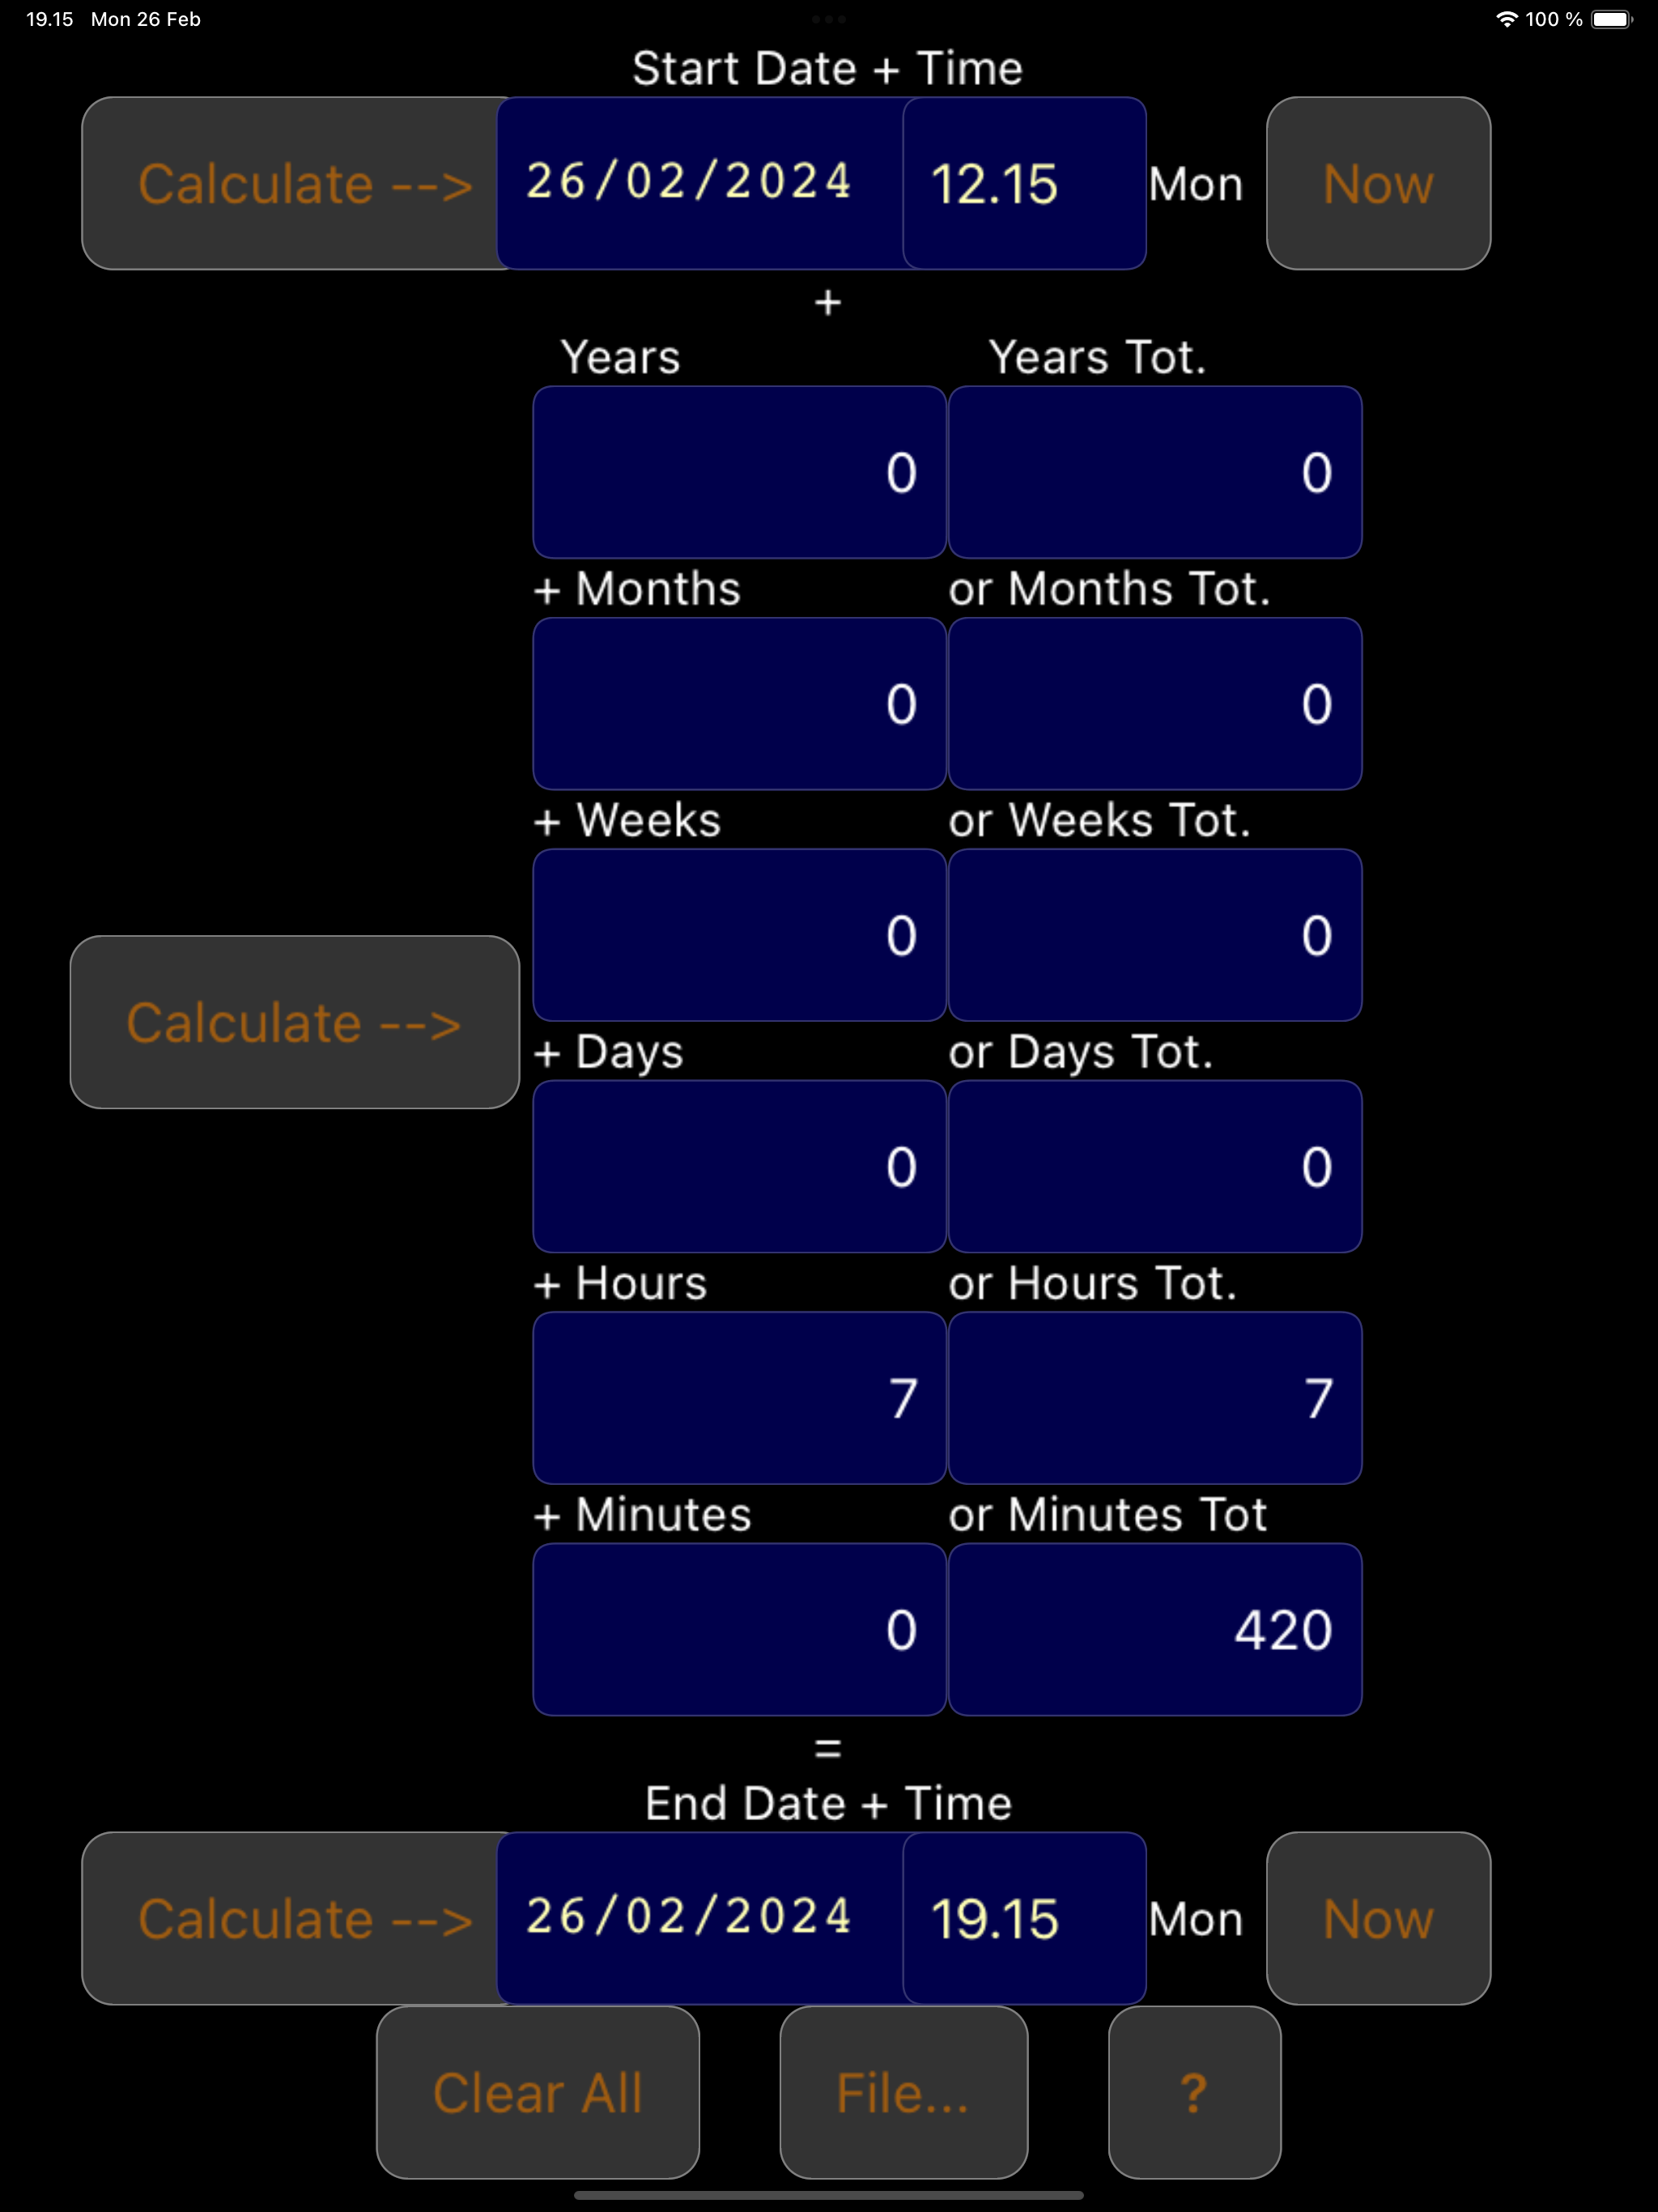 19.15 Mon 26 Feb 100 %
Start Date + Time
Calculate --> 26/02/2024 12.15 Mon Now
+
Years Years Tot.
0 0
+ Months or Months Tot.
0 0
+ Weeks or Weeks Tot.
0 0
Calculate -->
+ Days or Days Tot.
0 0
+ Hours or Hours Tot.
7 7
+ Minutes or Minutes Tot
0 420
=
End Date + Time
Calculate --> 26/02/2024 19.15 Mon Now
Clear All File... ?